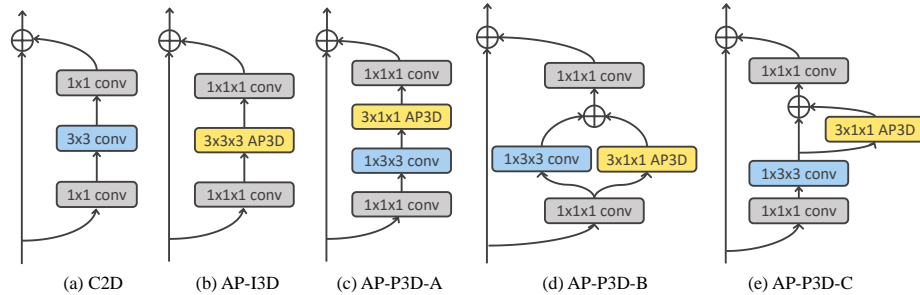 1x1 conv
3x3 conv
1x1 conv
(a) C2D
1x1x1 conv
3x3x3 AP3D
1x1x1 conv
(b) AP-I3D
1x1x1 conv
3x1x1 AP3D
1x3x3 conv
1x1x1 conv
(c) AP-P3D-A
1x1x1 conv
1x3x3 conv
3x1x1 AP3D
1x1x1 conv
(d) AP-P3D-B
1x1x1 conv
3x1x1 AP3D
1x3x3 conv
1x1x1 conv
(e) AP-P3D-C